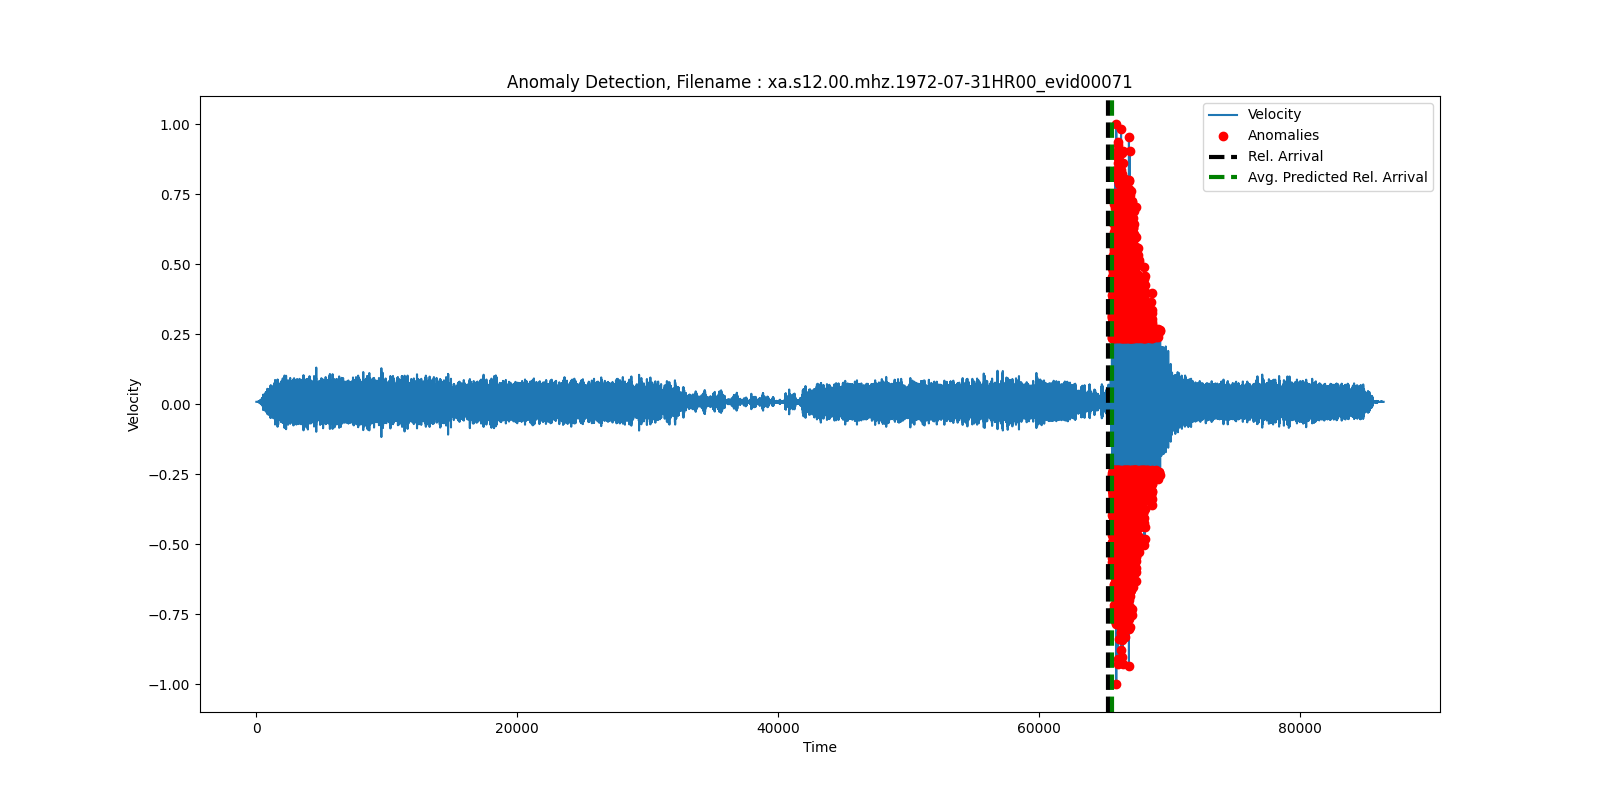 Anomaly Detection, Filename : xa.s12.00.mhz.1972-07-31HR00_evid00071
Velocity
Anomalies
Rel. Arrival
Avg. Predicted Rel. Arrival
1.00
0.75
0.50
0.25
0.00
−0.25
−0.50
−0.75
−1.00
Velocity
0 20000 40000 60000 80000
Time